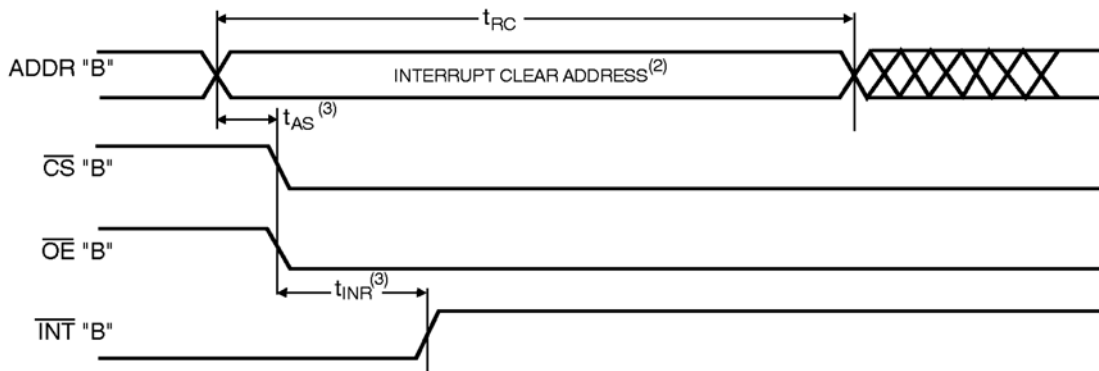 tRC
ADDR "B"
INTERRUPT CLEAR ADDRESS(2)
tAS(3)
CS "B"
OE "B"
tINR(3)
INT "B"